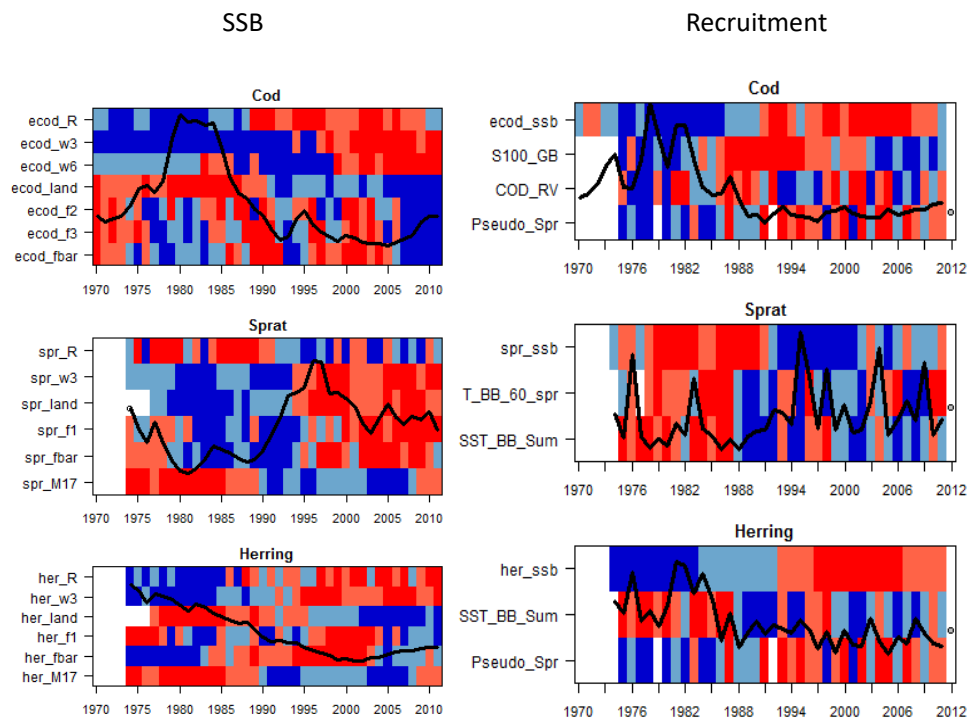 SSB
Recruitment
Cod
ecod_R
ecod_w3
ecod_w6
ecod_land
ecod_f2
ecod_f3
ecod_fbar
1970 1975 1980 1985 1990 1995 2000 2005 2010
Sprat
spr_R
spr_w3
spr_land
spr_f1
spr_fbar
spr_M17
1970 1975 1980 1985 1990 1995 2000 2005 2010
Herring
her_R
her_w3
her_land
her_f1
her_fbar
her_M17
1970 1975 1980 1985 1990 1995 2000 2005 2010
Cod
ecod_ssb
S100_GB
COD_RV
Pseudo_Spr
1970 1976 1982 1988 1994 2000 2006 2012
Sprat
spr_ssb
T_BB_60_spr
SST_BB_Sum
1970 1976 1982 1988 1994 2000 2006 2012
Herring
her_ssb
SST_BB_Sum
Pseudo_Spr
1970 1976 1982 1988 1994 2000 2006 2012